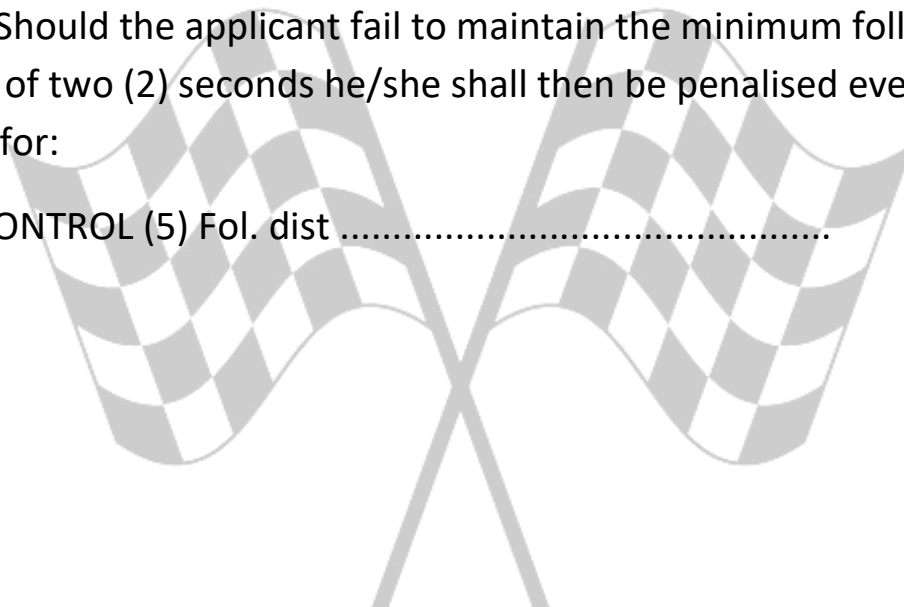 Should the applicant fail to maintain the minimum foll
of two (2) seconds he/she shall then be penalised eve
for:
ONTROL (5) Fol. dist ...............................................